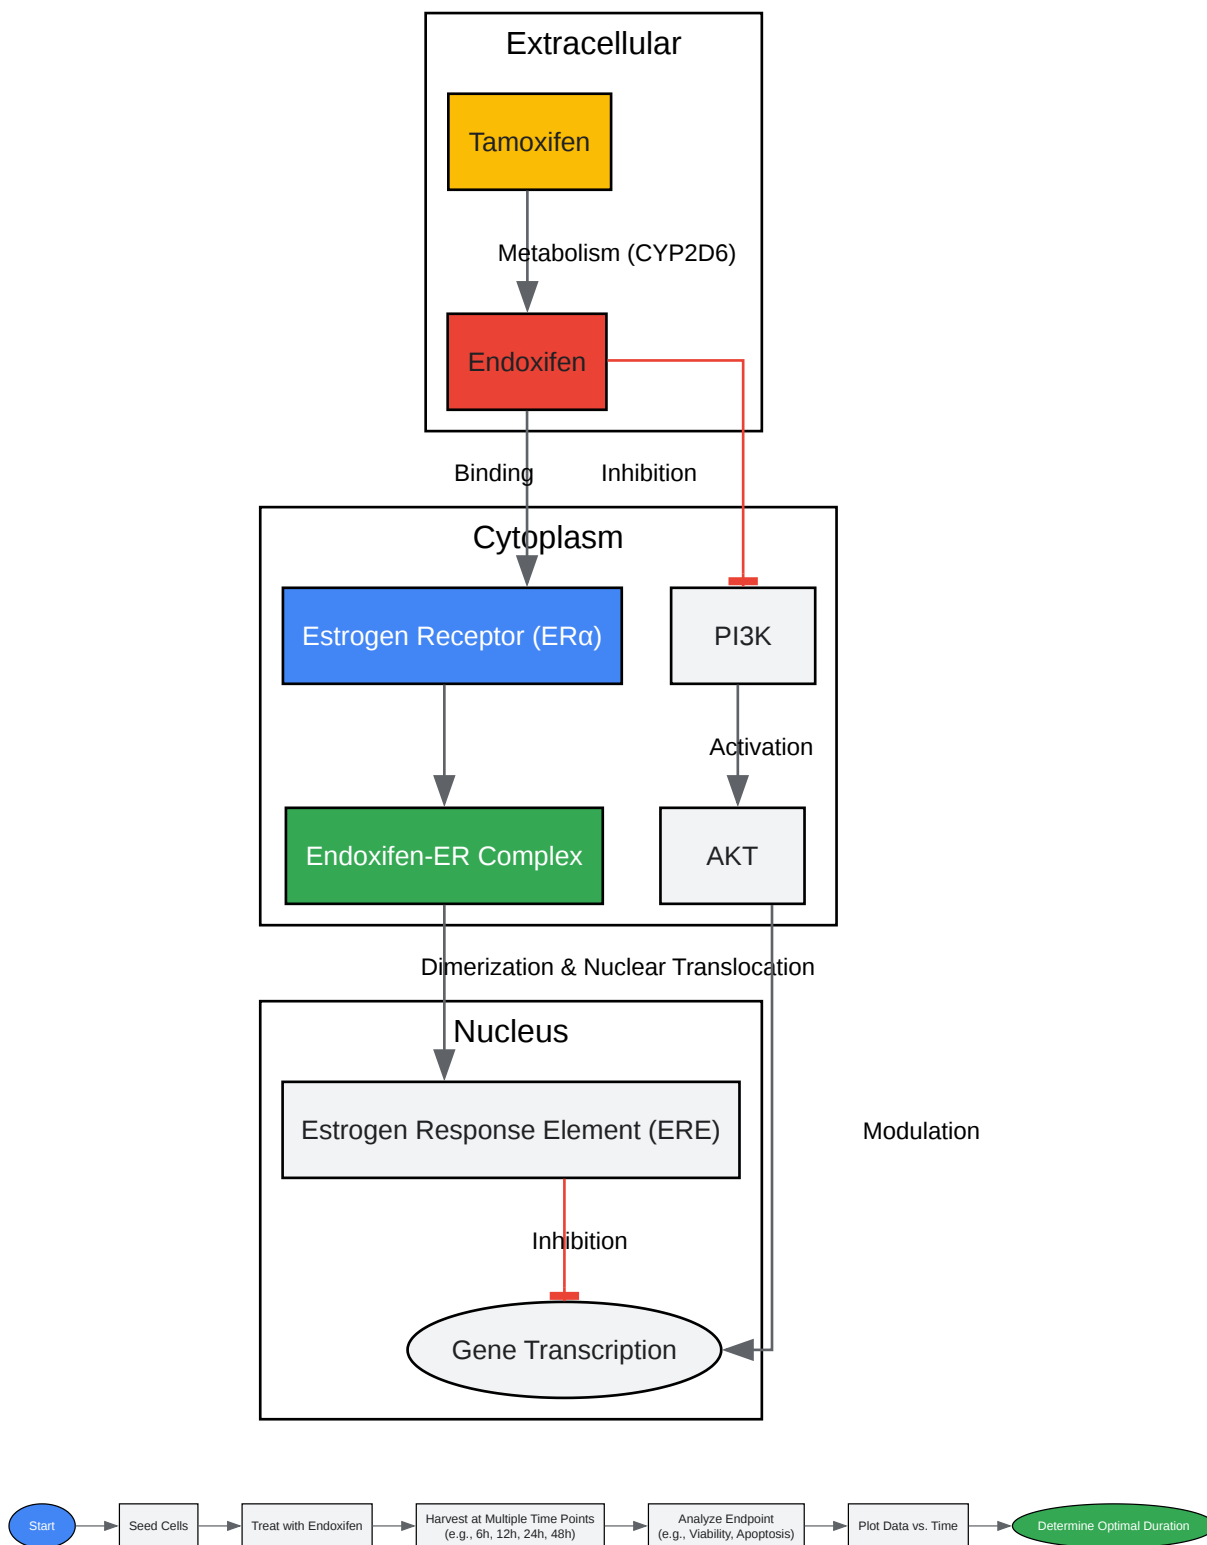 Extracellular
Tamoxifen
Metabolism (CYP2D6)
Endoxifen
Binding
Inhibition
Cytoplasm
Estrogen Receptor (ERα)
PI3K
Activation
Endoxifen-ER Complex
AKT
Dimerization & Nuclear Translocation
Nucleus
Estrogen Response Element (ERE)
Modulation
Inhibition
Gene Transcription
Start
Seed Cells
Treat with Endoxifen
Harvest at Multiple Time Points
(e.g., 6h, 12h, 24h, 48h)
Analyze Endpoint
(e.g., Viability, Apoptosis)
Plot Data vs. Time
Determine Optimal Duration